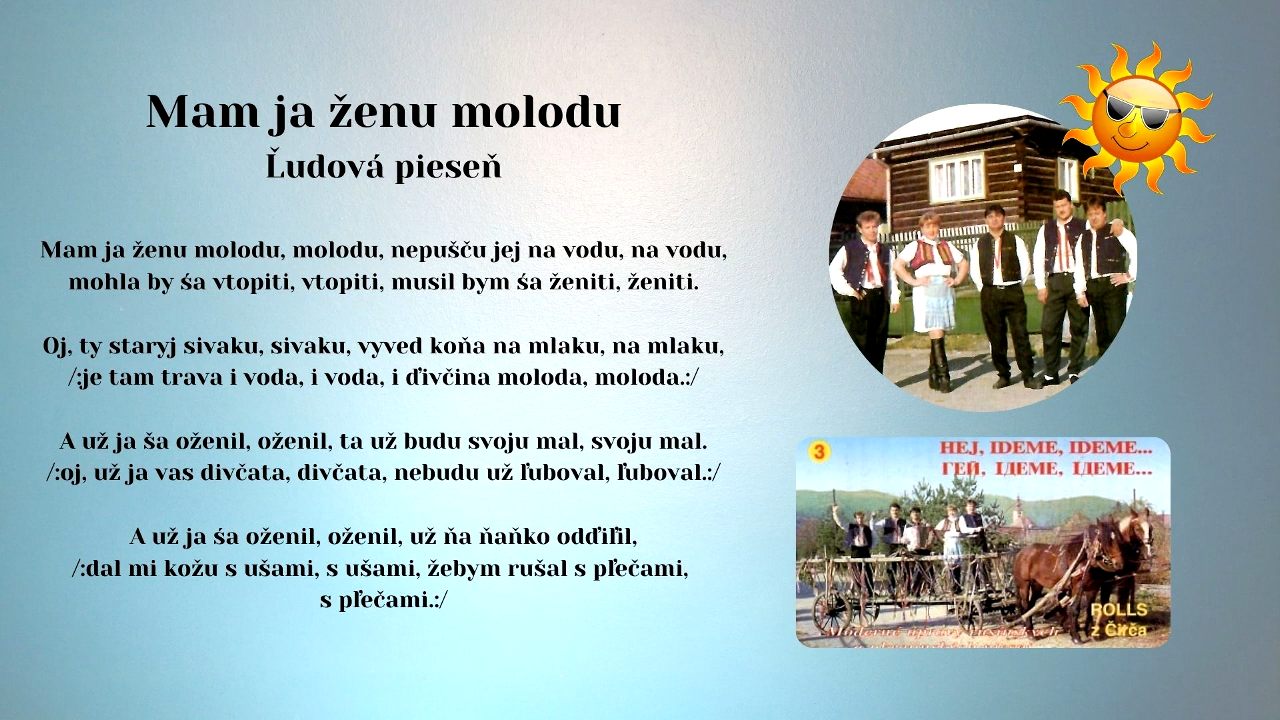 Mam ja ženu molodu
Ľudová pieseň
Mam ja ženu molodu, molodu, nepušču jej na vodu, na vodu,
mohla by śa vtopiti, vtopiti, musil bym śa ženiti, ženiti.
Oj, ty staryj sivaku, sivaku, vyved koňa na mlaku, na mlaku,
/:je tam trava i voda, i voda, i ďivčina moloda, moloda.:/
A už ja ša oženil, oženil, ta už budu svoju mal, svoju mal.
/:oj, už ja vas divčata, divčata, nebudu už ľuboval, ľuboval.:/
A už ja śa oženil, oženil, už ňa ňaňko odďiľil,
/:dal mi kožu s ušami, s ušami, žebym rušal s pľečami,
s pľečami.:/
3
HEJ, IDEME, IDEME...
ГЕЙ, ІДЕМЕ, ІДЕМЕ...
ROLLS
z Čirča
Moderné úpravy